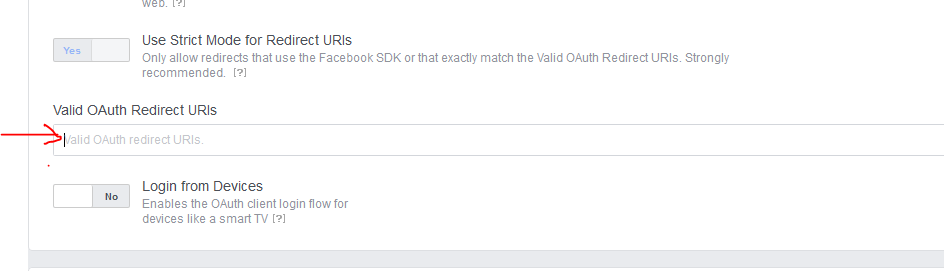 web. [?]
Yes
Use Strict Mode for Redirect URIs
Only allow redirects that use the Facebook SDK or that exactly match the Valid OAuth Redirect URIs. Strongly
recommended. [?]
Valid OAuth Redirect URIs
Valid OAuth redirect URIs.
No
Login from Devices
Enables the OAuth client login flow for
devices like a smart TV [?]